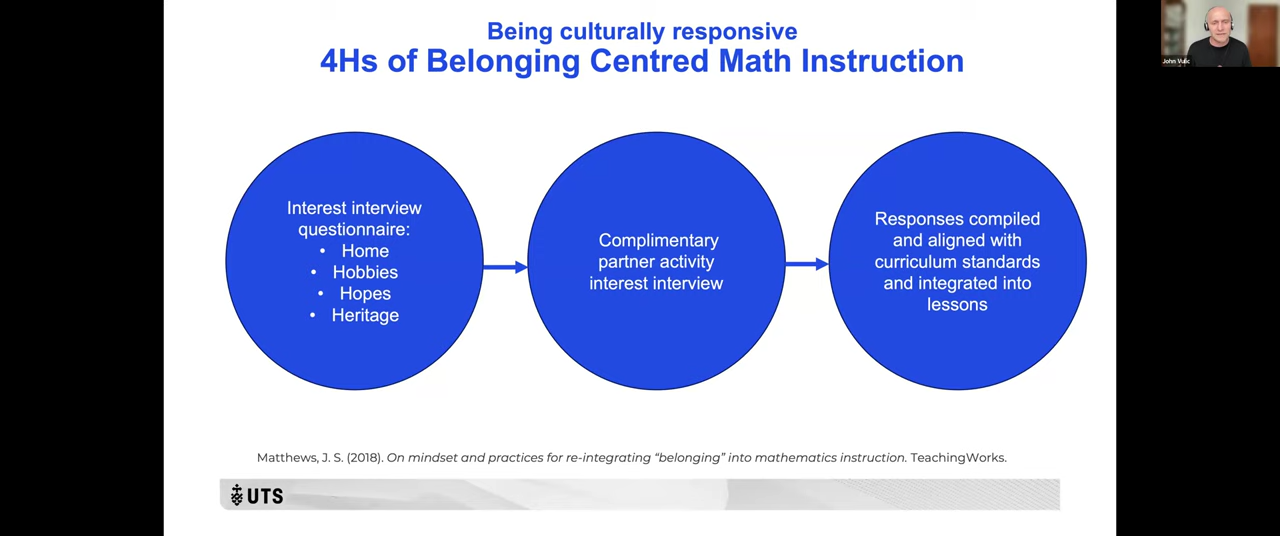 Being culturally responsive
4Hs of Belonging Centred Math Instruction
John Vulic
Interest interview
questionnaire:
• Home
• Hobbies
• Hopes
• Heritage
Complimentary
partner activity
interest interview
Responses compiled
and aligned with
curriculum standards
and integrated into
lessons
Matthews, J. S. (2018). On mindset and practices for re-integrating “belonging” into mathematics instruction. TeachingWorks.
UTS